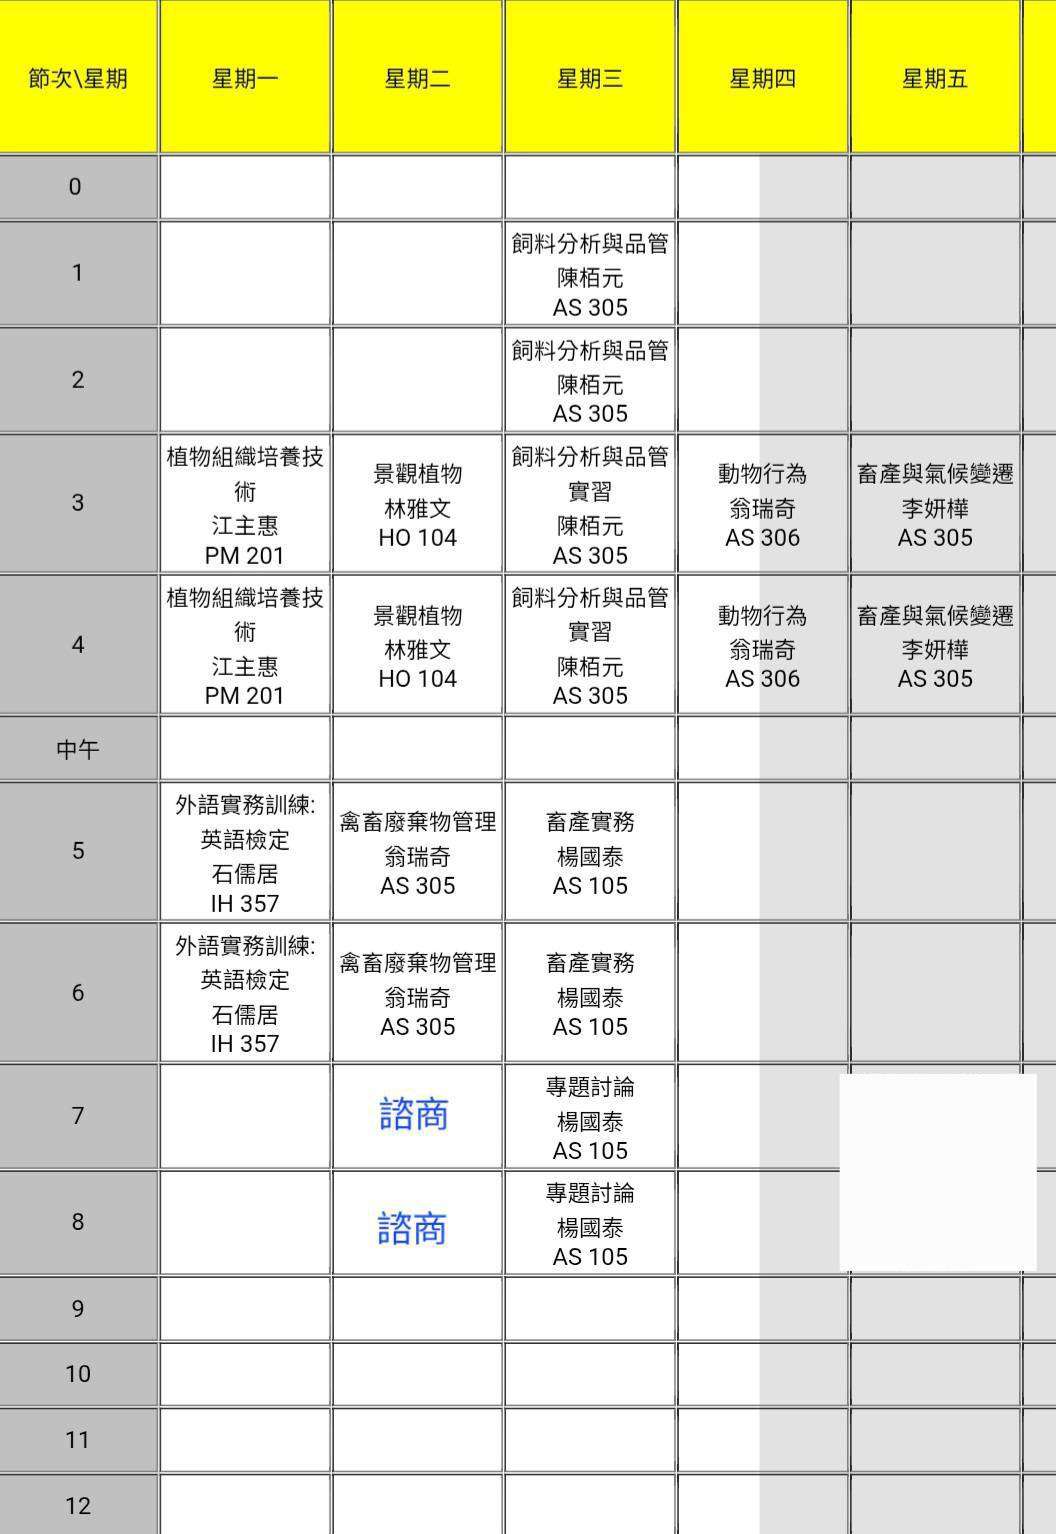 節次\星期 星期一 星期二 星期三 星期四 星期五
0
1
飼料分析與品管
陳栢元
AS 305
2
飼料分析與品管
陳栢元
AS 305
3
植物組織培養技
術
江主惠
PM 201
景觀植物
林雅文
HO 104
飼料分析與品管
實習
陳栢元
AS 305
動物行為
翁瑞奇
AS 306
畜產與氣候變遷
李妍樺
AS 305
4
植物組織培養技
術
江主惠
PM 201
景觀植物
林雅文
HO 104
飼料分析與品管
實習
陳栢元
AS 305
動物行為
翁瑞奇
AS 306
畜產與氣候變遷
李妍樺
AS 305
中午
5
外語實務訓練:
英語檢定
石儒居
IH 357
禽畜廢棄物管理
翁瑞奇
AS 305
畜產實務
楊國泰
AS 105
6
外語實務訓練:
英語檢定
石儒居
IH 357
禽畜廢棄物管理
翁瑞奇
AS 305
畜產實務
楊國泰
AS 105
7
諮商
專題討論
楊國泰
AS 105
8
諮商
專題討論
楊國泰
AS 105
9
10
11
12